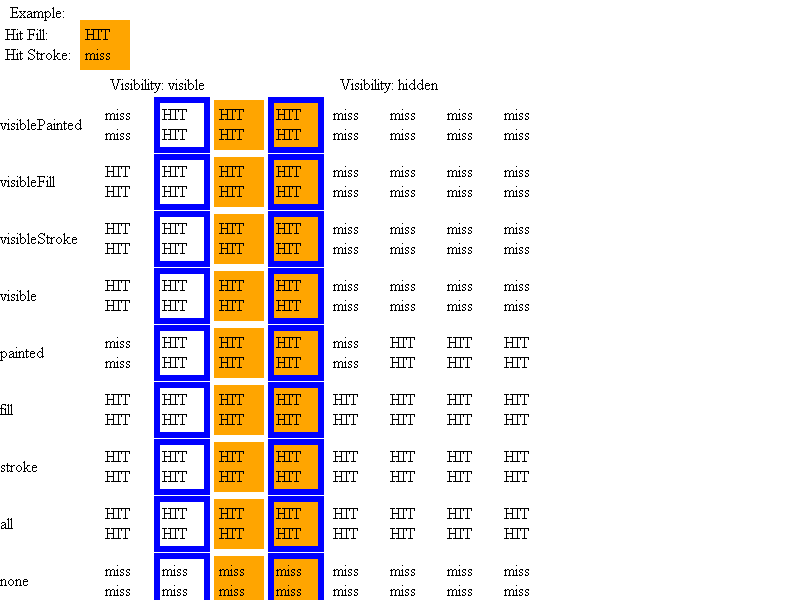 Example:
Hit Fill: HIT
Hit Stroke: miss
Visibility: visible Visibility: hidden
miss HIT HIT HIT miss miss miss miss
visiblePainted
miss HIT HIT HIT miss miss miss miss
HIT HIT HIT HIT miss miss miss miss
visibleFill
HIT HIT HIT HIT miss miss miss miss
HIT HIT HIT HIT miss miss miss miss
visibleStroke
HIT HIT HIT HIT miss miss miss miss
HIT HIT HIT HIT miss miss miss miss
visible
HIT HIT HIT HIT miss miss miss miss
miss HIT HIT HIT miss HIT HIT HIT
painted
miss HIT HIT HIT miss HIT HIT HIT
HIT HIT HIT HIT HIT HIT HIT HIT
fill
HIT HIT HIT HIT HIT HIT HIT HIT
HIT HIT HIT HIT HIT HIT HIT HIT
stroke
HIT HIT HIT HIT HIT HIT HIT HIT
HIT HIT HIT HIT HIT HIT HIT HIT
all
HIT HIT HIT HIT HIT HIT HIT HIT
miss miss miss miss miss miss miss miss
none
miss miss miss miss miss miss miss miss